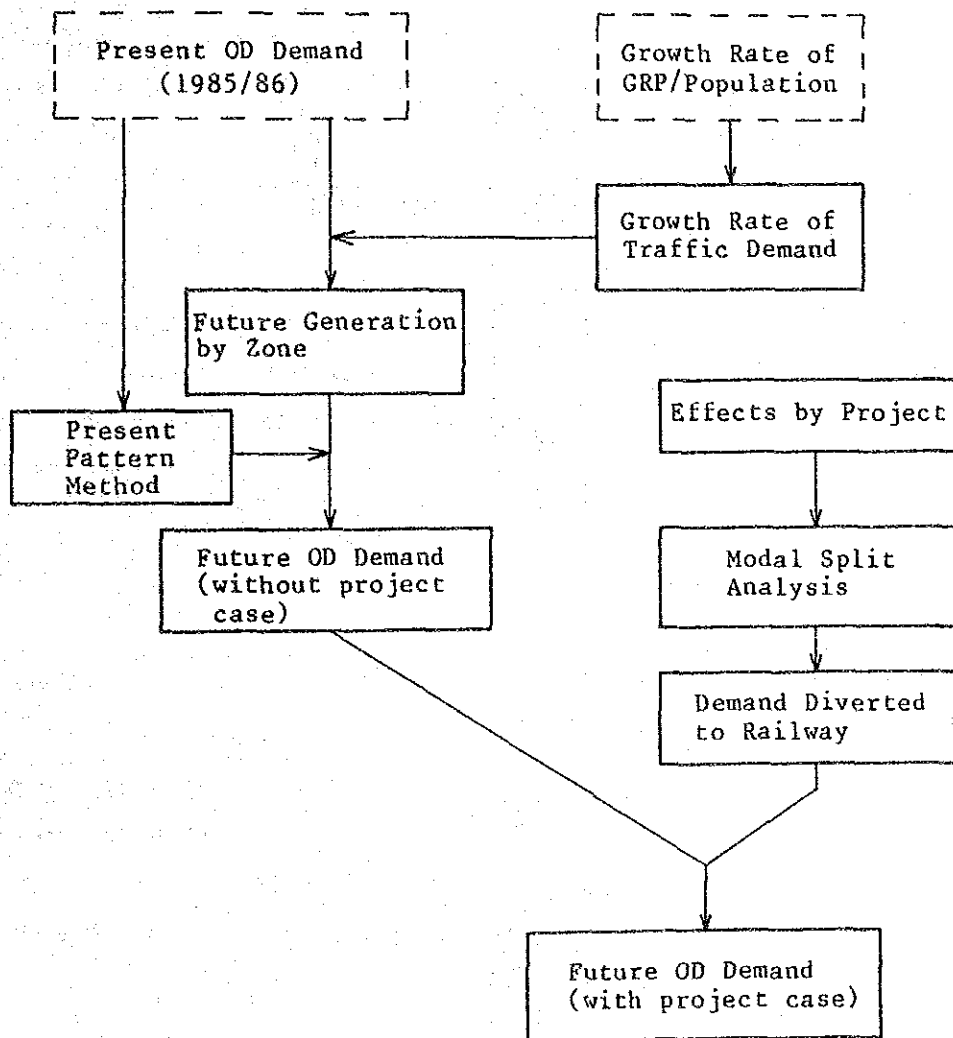 Present OD Demand
(1985/86)
Growth Rate of
GRP/Population
Growth Rate of
Traffic Demand
Future Generation
by Zone
Effects by Project
Present
Pattern
Method
Future OD Demand
(without project
case)
Modal Split
Analysis
Demand Diverted
to Railway
Future OD Demand
(with project case)